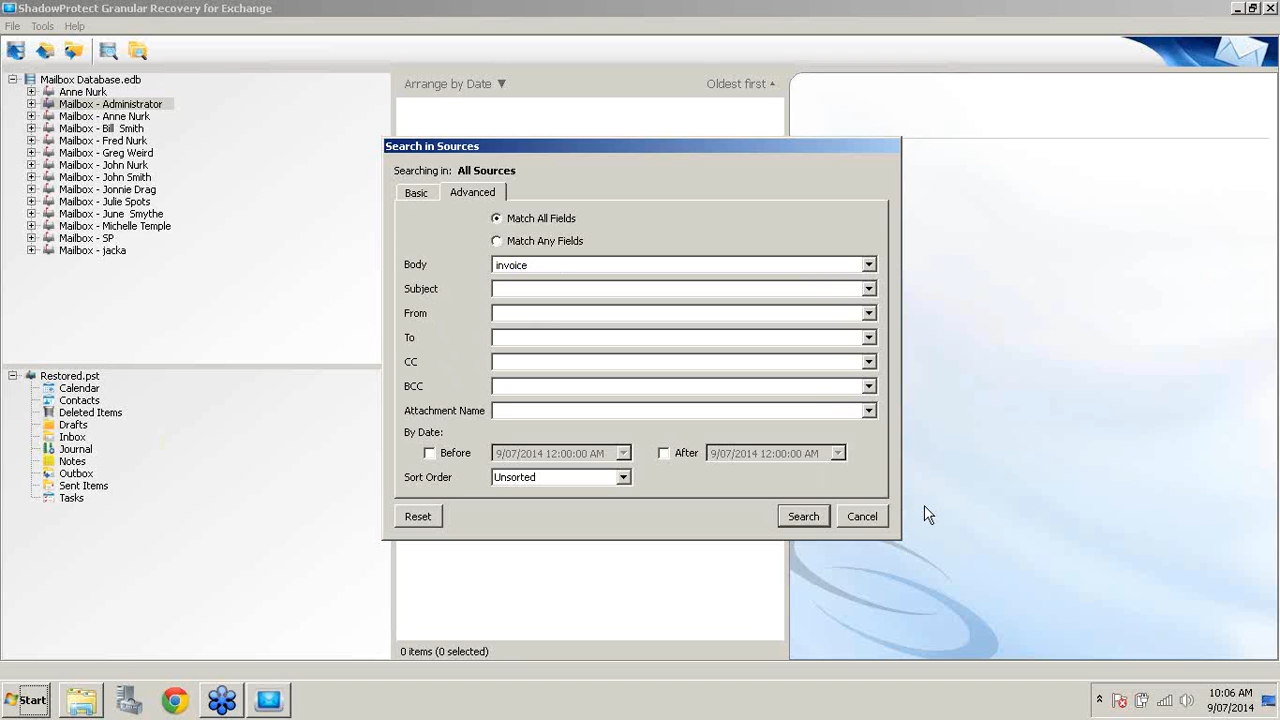 ShadowProtect Granular Recovery for Exchange
File Tools Help
Mailbox Database.edb
Anne Nurk
Mailbox - Administrator
Mailbox - Anne Nurk
Mailbox - Bill Smith
Mailbox - Fred Nurk
Mailbox - Greg Weird
Mailbox - John Nurk
Mailbox - John Smith
Mailbox - Jonnie Drag
Mailbox - Julie Spots
Mailbox - June Smythe
Mailbox - Michelle Temple
Mailbox - SP
Mailbox - jacka
Restored.pst
Calendar
Contacts
Deleted Items
Drafts
Inbox
Journal
Notes
Outbox
Sent Items
Tasks
Arrange by Date ▼ Oldest first
Search in Sources
Searching in: All Sources
Basic Advanced
Match All Fields
Match Any Fields
Body invoice
Subject
From
To
CC
BCC
Attachment Name
By Date:
Before 9/07/2014 12:00:00 AM After 9/07/2014 12:00:00 AM
Sort Order Unsorted
Reset Search Cancel
0 items (0 selected)
Start 10:06 AM
9/07/2014